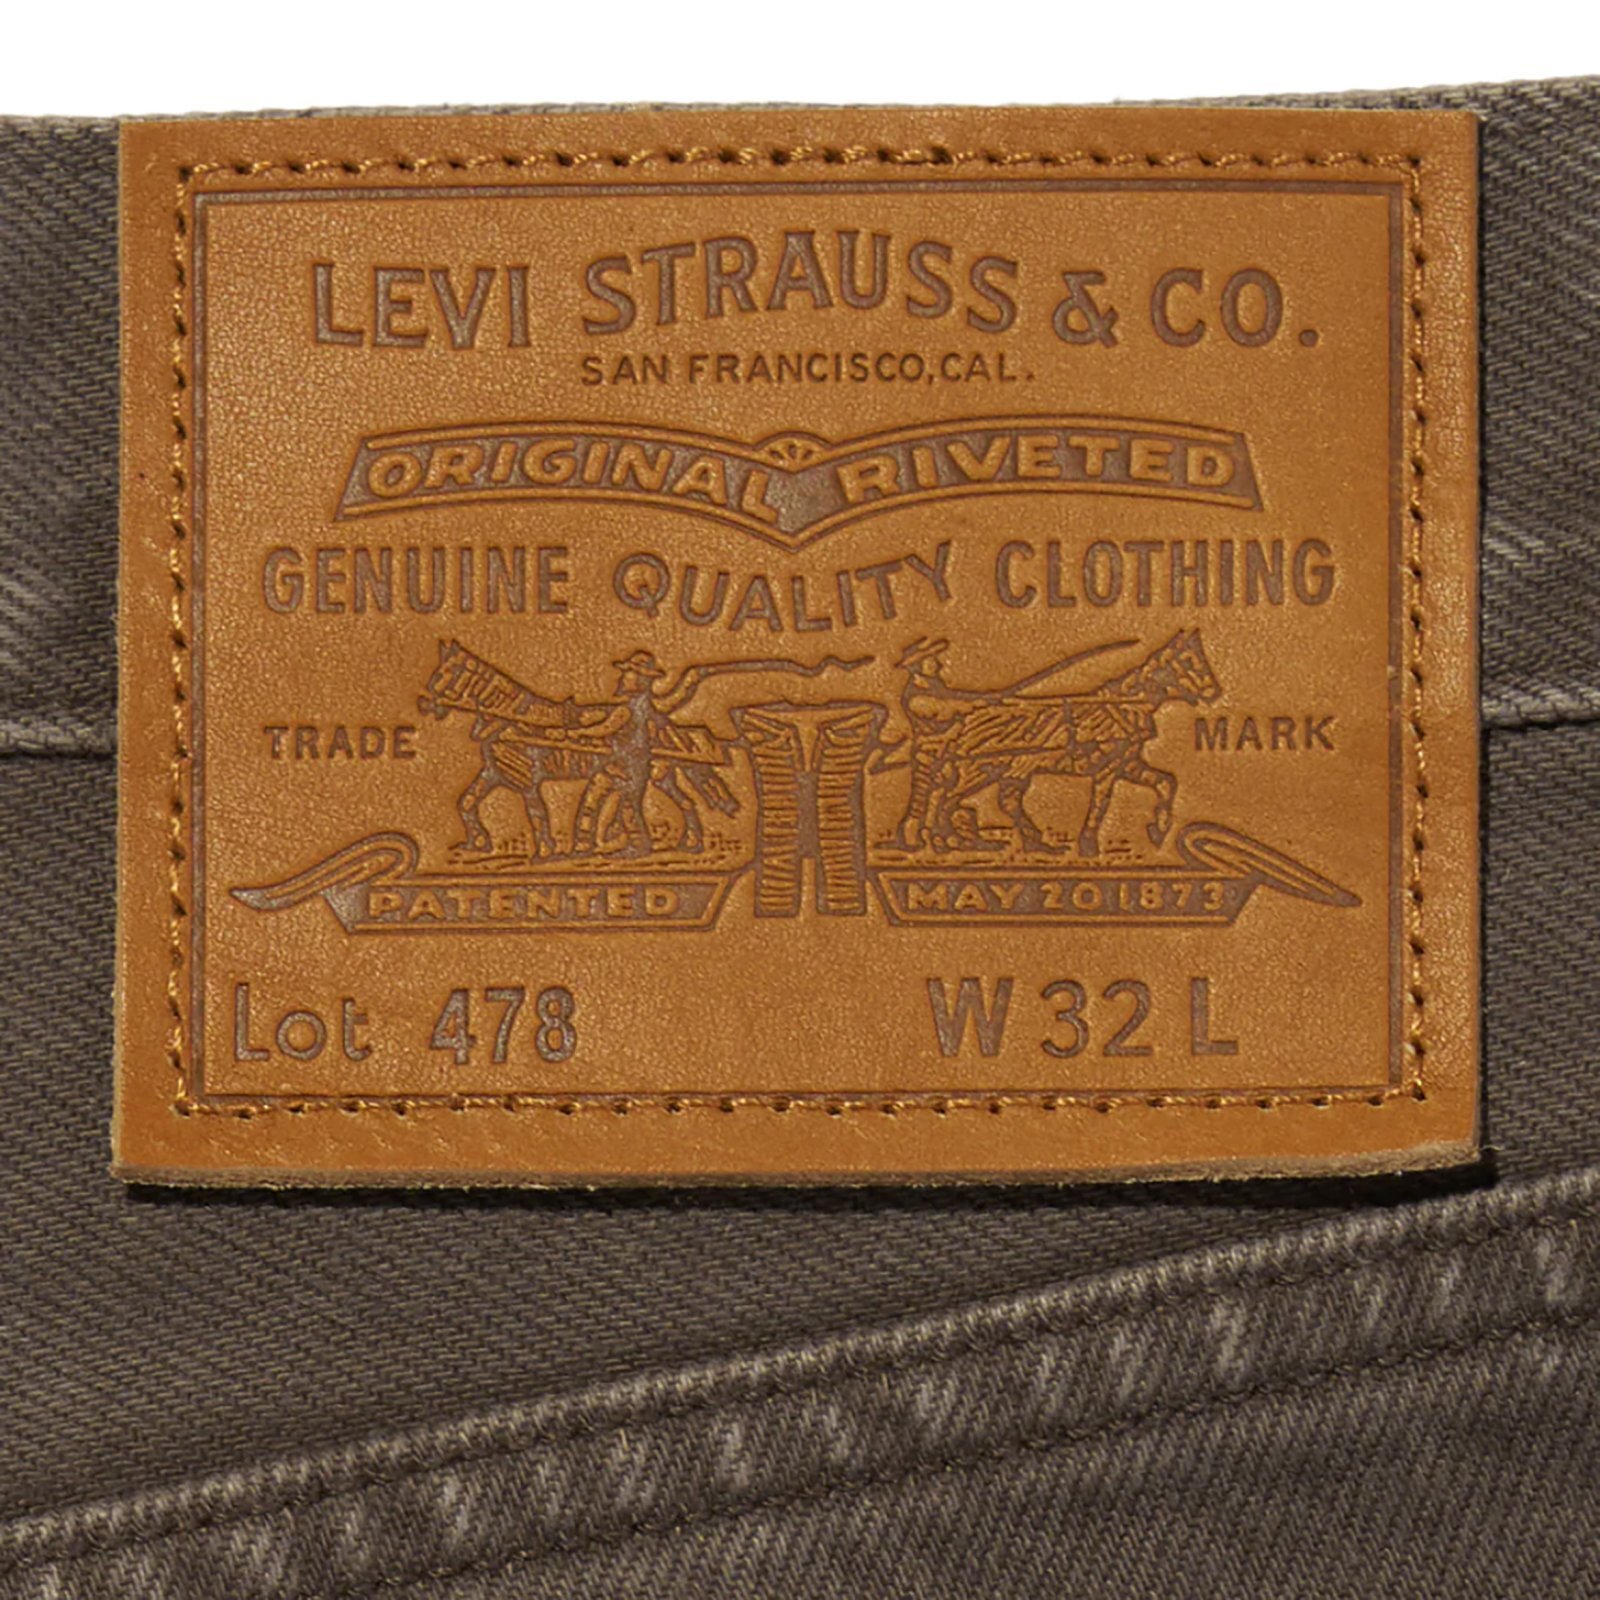 LEVI STRAUSS & CO.
SAN FRANCISCO, CAL.
ORIGINAL RIVETED
GENUINE QUALITY CLOTHING
TRADE MARK
PATENTED MAY 20 1873
Lot 478 W 32 L